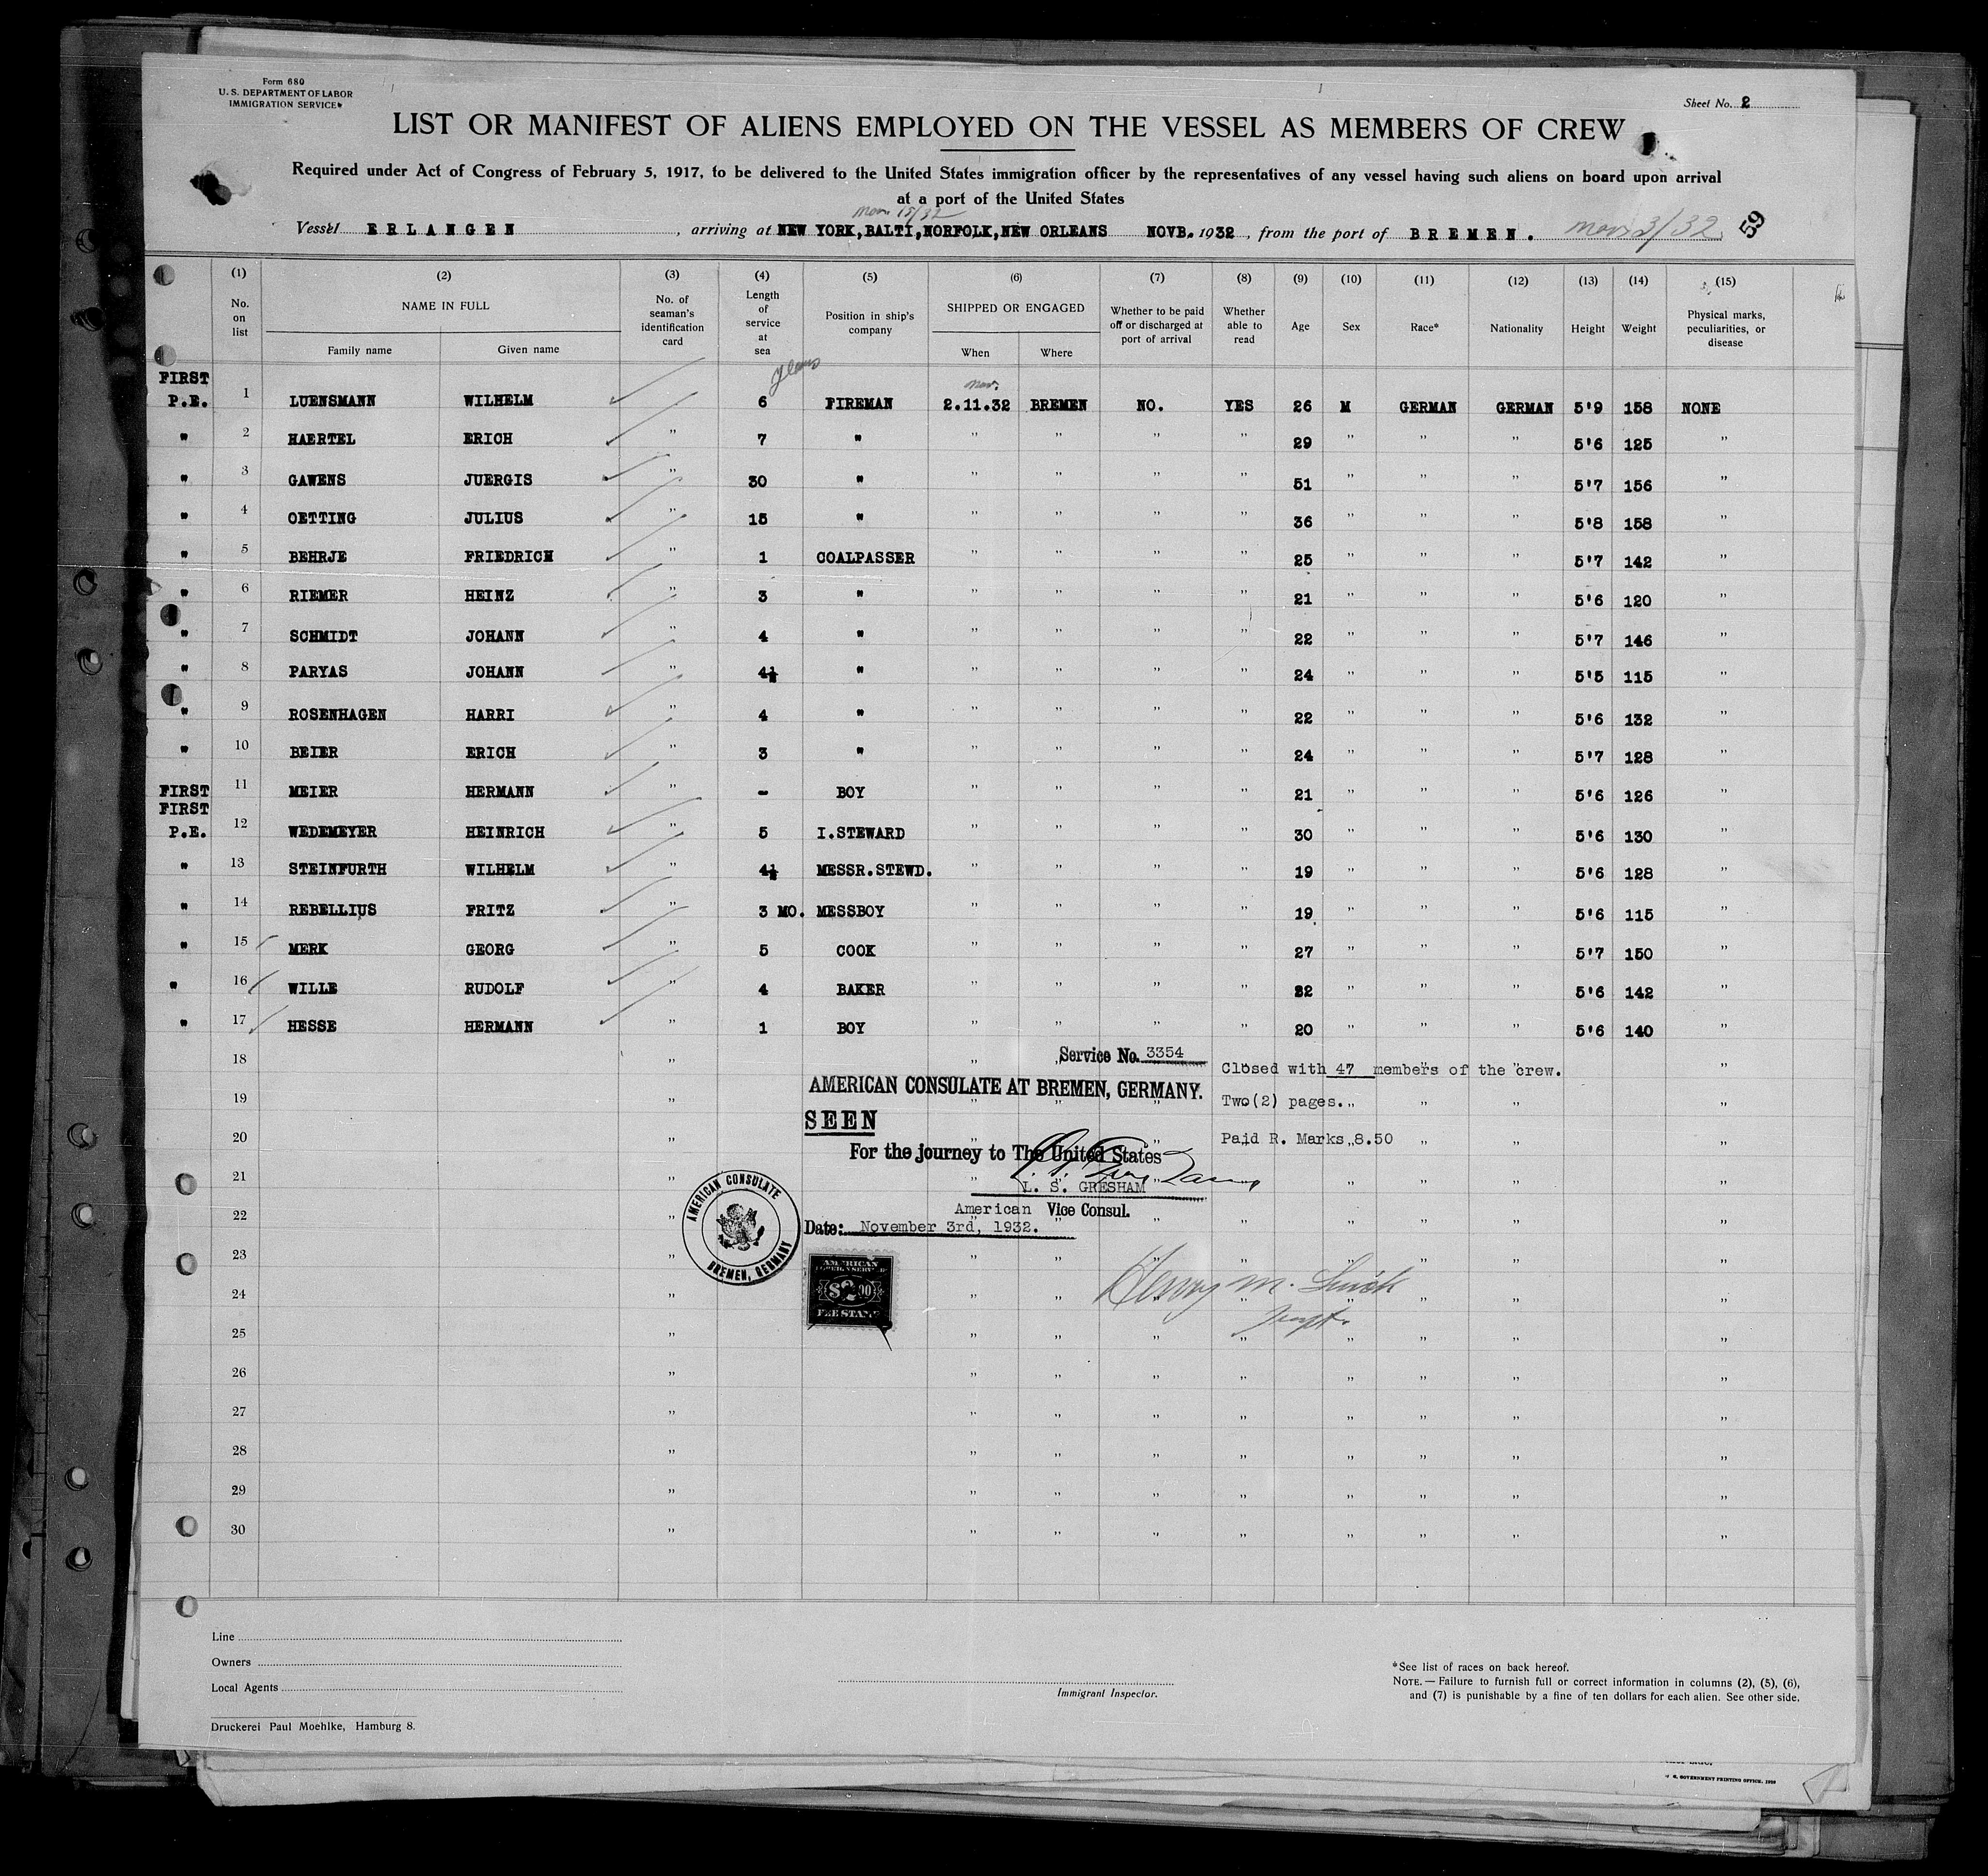 Form 680
U. S. DEPARTMENT OF LABOR
IMMIGRATION SERVICE
Sheet No. 2
LIST OR MANIFEST OF ALIENS EMPLOYED ON THE VESSEL AS MEMBERS OF CREW
Required under Act of Congress of February 5, 1917, to be delivered to the United States immigration officer by the representatives of any vessel having such aliens on board upon arrival
at a port of the United States
Nov. 15/32
Vessel ERLANGEN, arriving at NEW YORK, BALTI, NORFOLK, NEW ORLEANS NOVB. 1932, from the port of BREMEN. Nov. 3/32 59
(1) (2) (3) (4) (5) (6) (7) (8) (9) (10) (11) (12) (13) (14) (15)
No. on list NAME IN FULL Family name Given name No. of seaman's identification card Length of service at sea Position in ship's company SHIPPED OR ENGAGED When Where Whether to be paid off or discharged at port of arrival Whether able to read Age Sex Race* Nationality Height Weight Physical marks, peculiarities, or disease
Years Nov.
FIRST P.E. 1 LUENSMANN WILHELM 6 FIREMAN 2.11.32 BREMEN NO. YES 26 M GERMAN GERMAN 5'9 158 NONE
" 2 HAERTEL ERICH " 7 " " " " " 29 " " " 5'6 125 "
" 3 GAWENS JUERGIS " 30 " " " " " 51 " " " 5'7 156 "
" 4 OETTING JULIUS " 15 " " " " " 36 " " " 5'8 158 "
" 5 BEHRJE FRIEDRICH " 1 COALPASSER " " " " 25 " " " 5'7 142 "
" 6 RIEMER HEINZ " 3 " " " " " 21 " " " 5'6 120 "
" 7 SCHMIDT JOHANN " 4 " " " " " 22 " " " 5'7 146 "
" 8 PARYAS JOHANN " 4½ " " " " " 24 " " " 5'5 115 "
" 9 ROSENHAGEN HARRI " 4 " " " " " 22 " " " 5'6 132 "
" 10 BEIER ERICH " 3 " " " " " 24 " " " 5'7 128 "
FIRST 11 MEIER HERMANN " - BOY " " " " 21 " " " 5'6 126 "
FIRST P.E. 12 WEDEMEYER HEINRICH " 5 I.STEWARD " " " " 30 " " " 5'6 130 "
" 13 STEINFURTH WILHELM " 4½ MESSR.STEWD. " " " " 19 " " " 5'6 128 "
" 14 REBELLIUS FRITZ " 3 MO. MESSBOY " " " " 19 " " " 5'6 115 "
" 15 MERK GEORG " 5 COOK " " " " 27 " " " 5'7 150 "
" 16 WILLE RUDOLF " 4 BAKER " " " " 22 " " " 5'6 142 "
" 17 HESSE HERMANN " 1 BOY " " " " 20 " " " 5'6 140 "
18 " Service No. 3354 Closed with 47 members of the crew. "
19 " AMERICAN CONSULATE AT BREMEN, GERMANY. Two(2) pages. " " " "
SEEN
20 " Paid R. Marks 8.50 " " "
For the journey to The United States
21
L. S. GRESHAM " " " "
22 " American Vice Consul. " " " " " "
Date: November 3rd, 1932.
AMERICAN CONSULATE BREMEN, GERMANY
23 " " " " " " " " "
AMERICAN FOREIGN SERVICE $2.00 FEE STAMP
Henry M.
24 " " " " " " " " "
25 " " " " " " " " "
26 " " " " " " " " "
27 " " " " " " " " "
28 " " " " " " " " "
29 " " " " " " " " "
30 " " " " " " " " "
Line
Owners
Local Agents
Immigrant Inspector.
*See list of races on back hereof.
NOTE. — Failure to furnish full or correct information in columns (2), (5), (6),
and (7) is punishable by a fine of ten dollars for each alien. See other side.
Druckerei Paul Moehlke, Hamburg 8.
GOVERNMENT PRINTING OFFICE